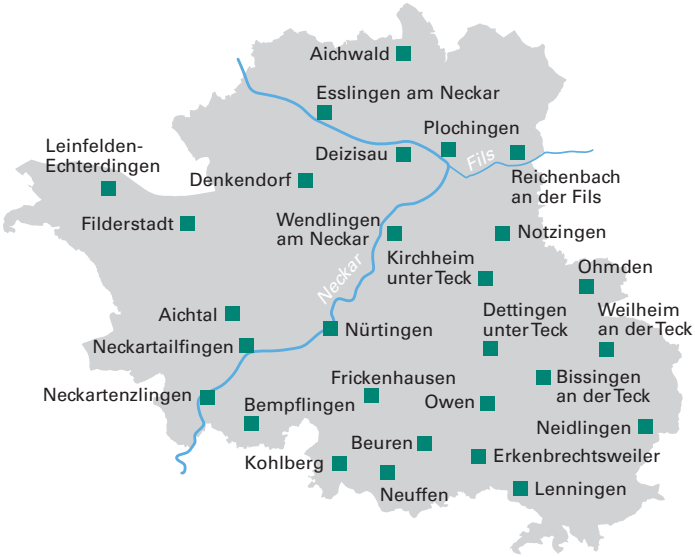 Aichwald
Esslingen am Neckar
Plochingen
Leinfelden-
Echterdingen
Deizisau
Fils
Denkendorf
Reichenbach
an der Fils
Filderstadt
Wendlingen
am Neckar
Notzingen
Kirchheim
unter Teck
Ohmden
Neckar
Aichtal
Nürtingen
Dettingen
unter Teck
Weilheim
an der Teck
Neckartailfingen
Frickenhausen
Bissingen
an der Teck
Neckartenzlingen
Bempflingen
Owen
Neidlingen
Beuren
Erkenbrechtsweiler
Kohlberg
Neuffen
Lenningen